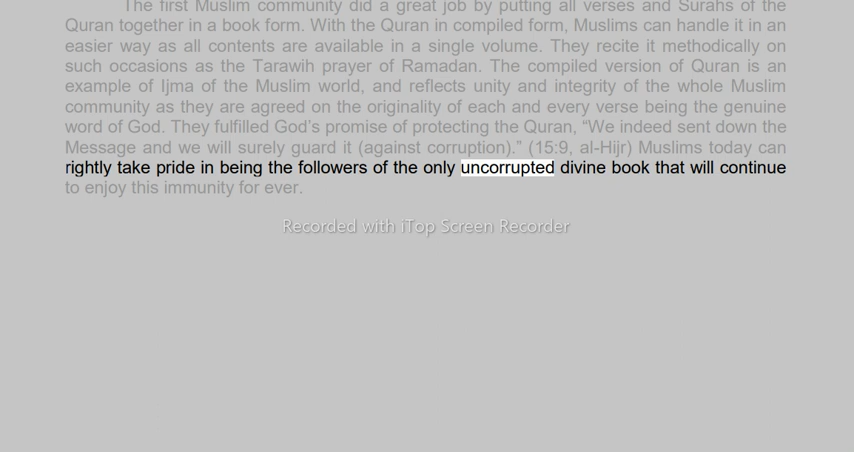 The first Muslim community did a great job by putting all verses and Surahs of the
Quran together in a book form. With the Quran in compiled form, Muslims can handle it in an
easier way as all contents are available in a single volume. They recite it methodically on
such occasions as the Tarawih prayer of Ramadan. The compiled version of Quran is an
example of Ijma of the Muslim world, and reflects unity and integrity of the whole Muslim
community as they are agreed on the originality of each and every verse being the genuine
word of God. They fulfilled God’s promise of protecting the Quran, “We indeed sent down the
Message and we will surely guard it (against corruption).” (15:9, al-Hijr) Muslims today can
rightly take pride in being the followers of the only uncorrupted divine book that will continue
to enjoy this immunity for ever.
Recorded with iTop Screen Recorder